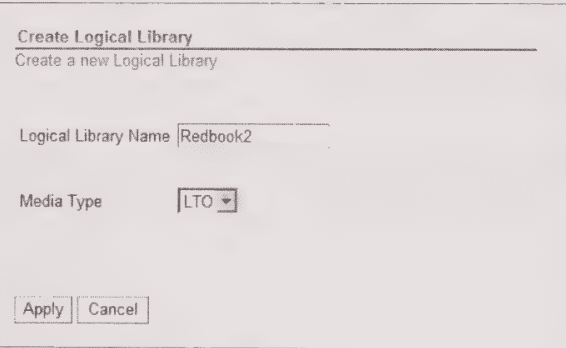 Create Logical Library
Create a new Logical Library
Logical Library Name Redbook2
Media Type LTO
Apply Cancel